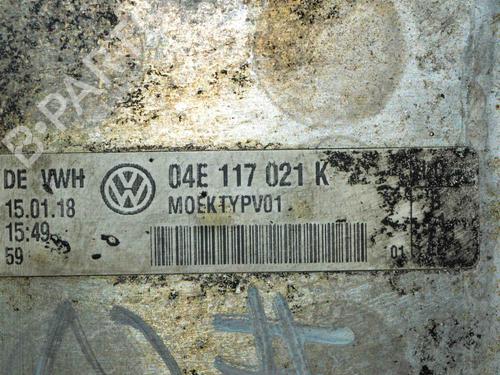 B-PARTS
DE VWH 04E 117 021 K
15.01.18 MOEKTYPV01
15:49
59 01